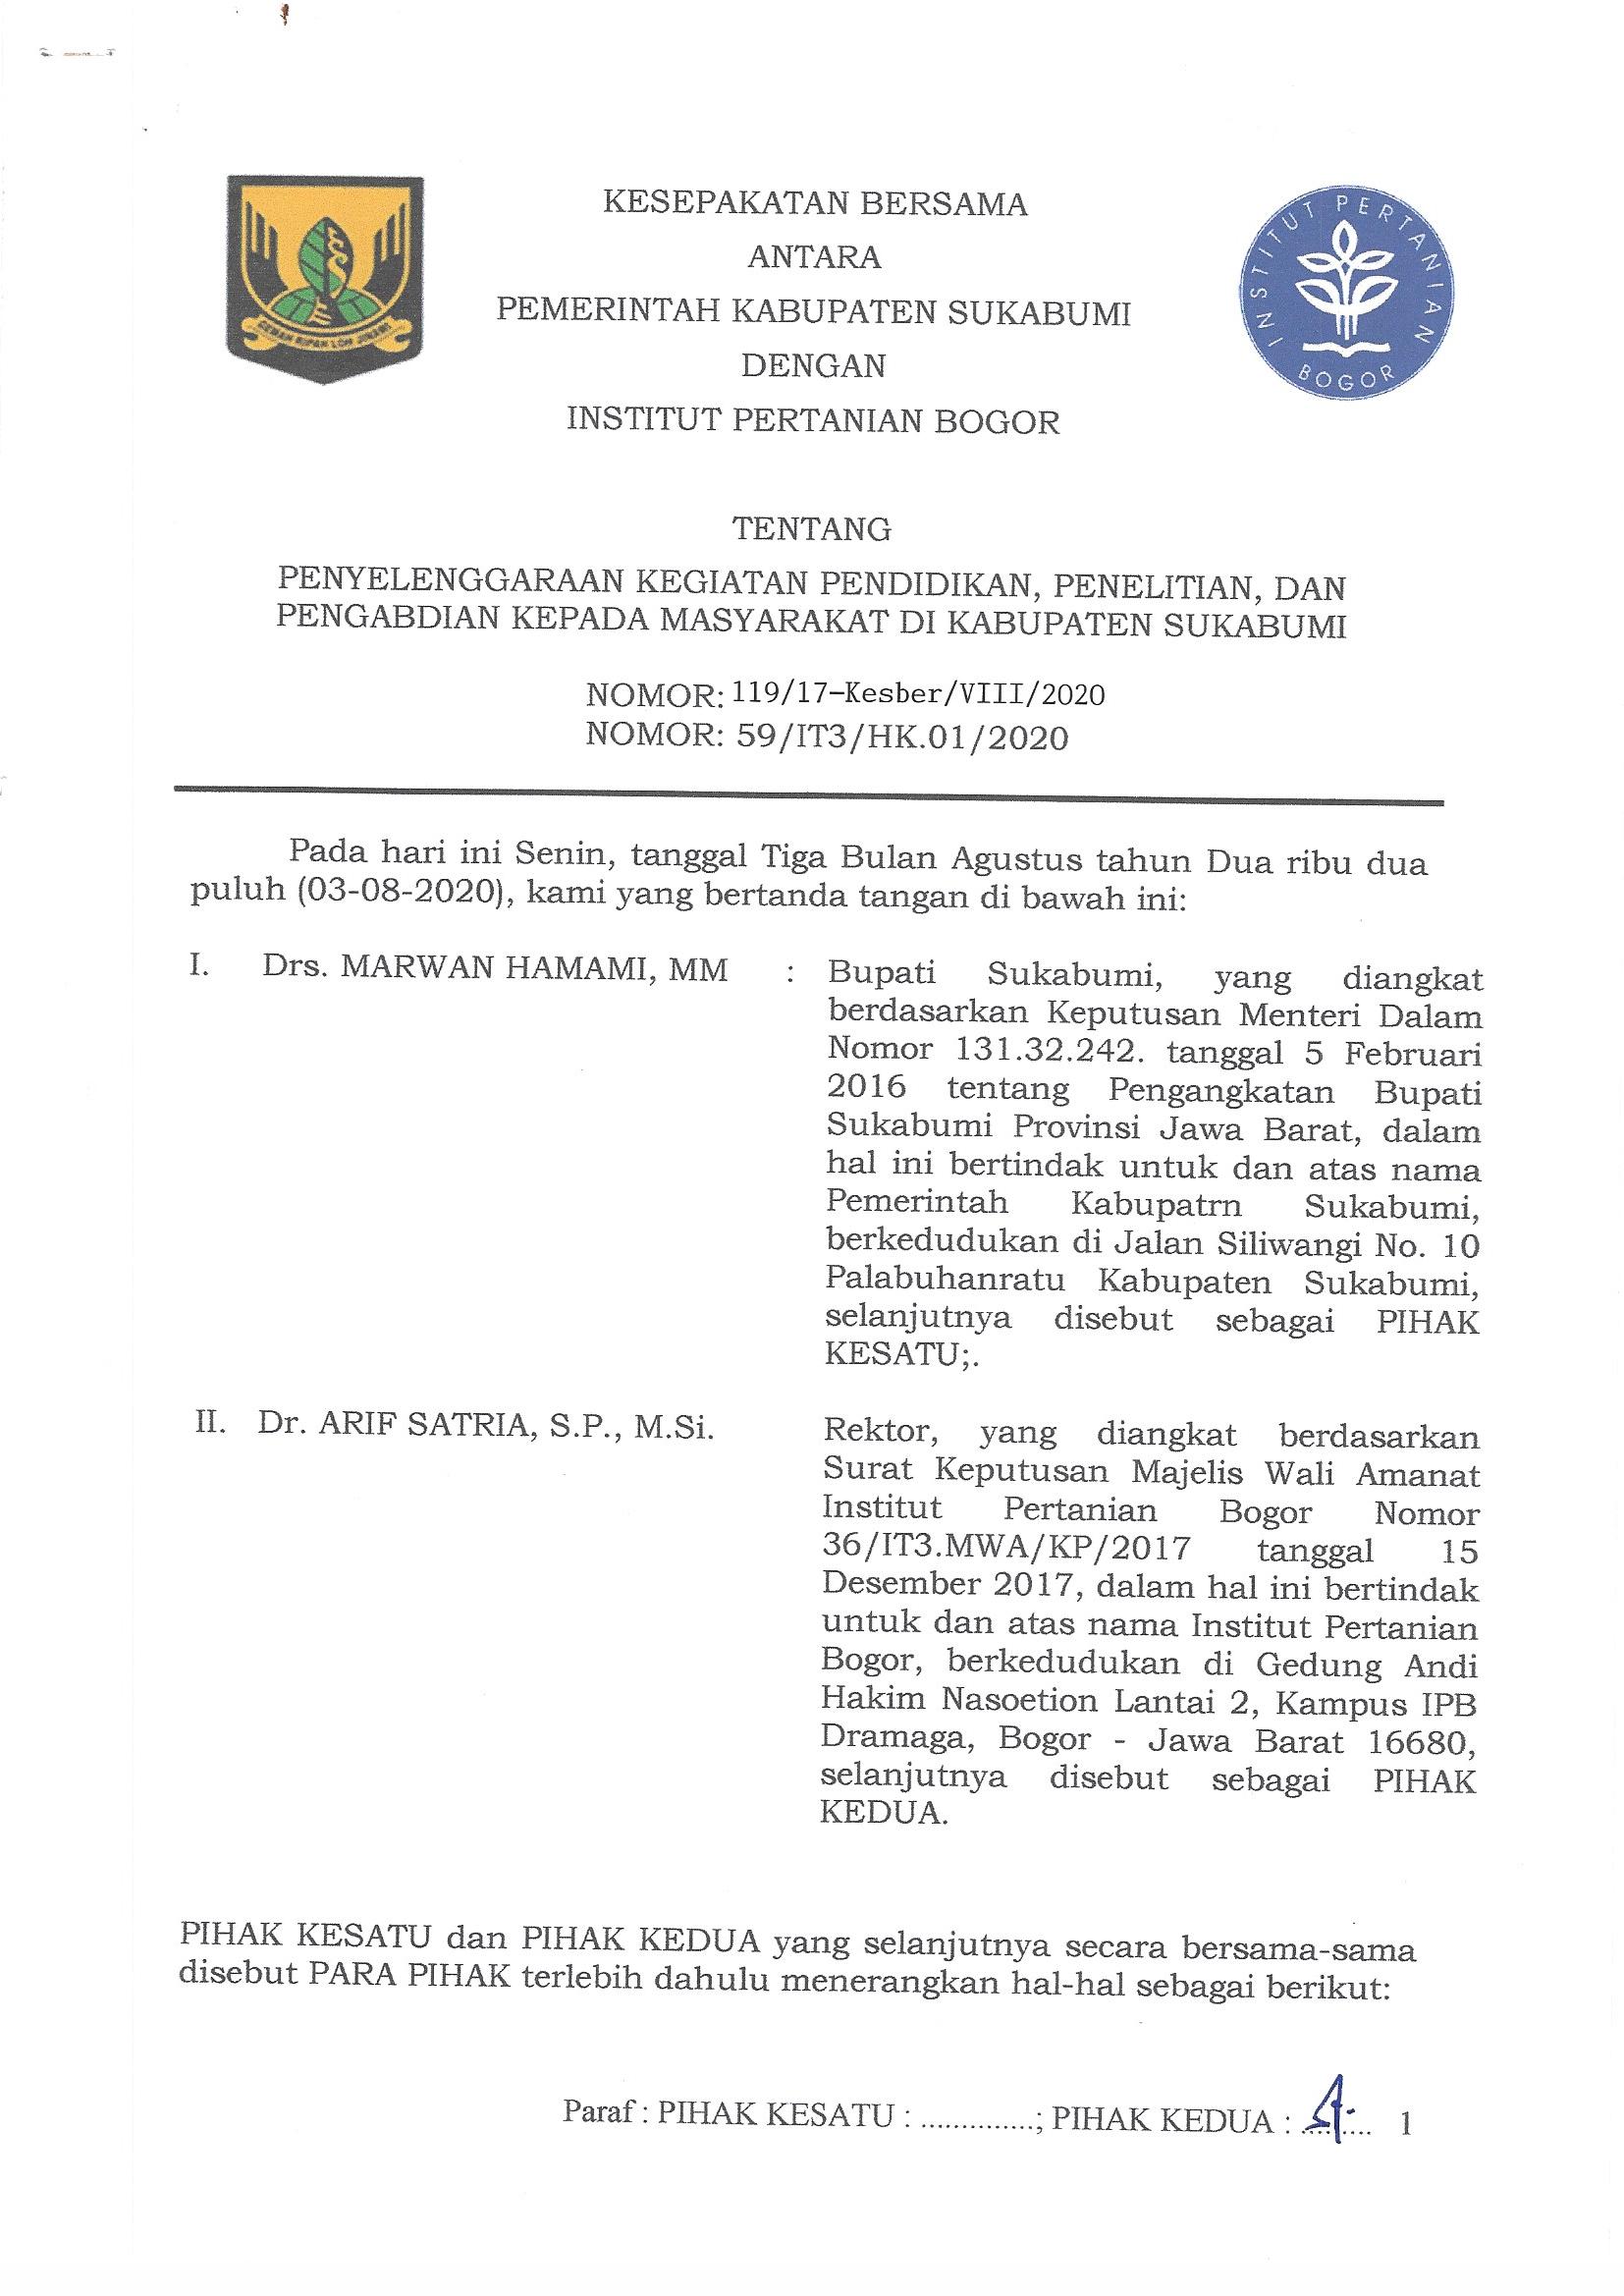 KESEPAKATAN BERSAMA
ANTARA
PEMERINTAH KABUPATEN SUKABUMI
DENGAN
INSTITUT PERTANIAN BOGOR
INSTITUT PERTANIAN
BOGOR
TENTANG
PENYELENGGARAAN KEGIATAN PENDIDIKAN, PENELITIAN, DAN
PENGABDIAN KEPADA MASYARAKAT DI KABUPATEN SUKABUMI
NOMOR: 119/17-Kesber/VIII/2020
NOMOR: 59/IT3/HK.01/2020
Pada hari ini Senin, tanggal Tiga Bulan Agustus tahun Dua ribu dua
puluh (03-08-2020), kami yang bertanda tangan di bawah ini:
I. Drs. MARWAN HAMAMI, MM : Bupati Sukabumi, yang diangkat
berdasarkan Keputusan Menteri Dalam
Nomor 131.32.242. tanggal 5 Februari
2016 tentang Pengangkatan Bupati
Sukabumi Provinsi Jawa Barat, dalam
hal ini bertindak untuk dan atas nama
Pemerintah Kabupatrn Sukabumi,
berkedudukan di Jalan Siliwangi No. 10
Palabuhanratu Kabupaten Sukabumi,
selanjutnya disebut sebagai PIHAK
KESATU;.
II. Dr. ARIF SATRIA, S.P., M.Si. Rektor, yang diangkat berdasarkan
Surat Keputusan Majelis Wali Amanat
Institut Pertanian Bogor Nomor
36/IT3.MWA/KP/2017 tanggal 15
Desember 2017, dalam hal ini bertindak
untuk dan atas nama Institut Pertanian
Bogor, berkedudukan di Gedung Andi
Hakim Nasoetion Lantai 2, Kampus IPB
Dramaga, Bogor - Jawa Barat 16680,
selanjutnya disebut sebagai PIHAK
KEDUA.
PIHAK KESATU dan PIHAK KEDUA yang selanjutnya secara bersama-sama
disebut PARA PIHAK terlebih dahulu menerangkan hal-hal sebagai berikut:
Paraf : PIHAK KESATU : ..............; PIHAK KEDUA : ......... 1